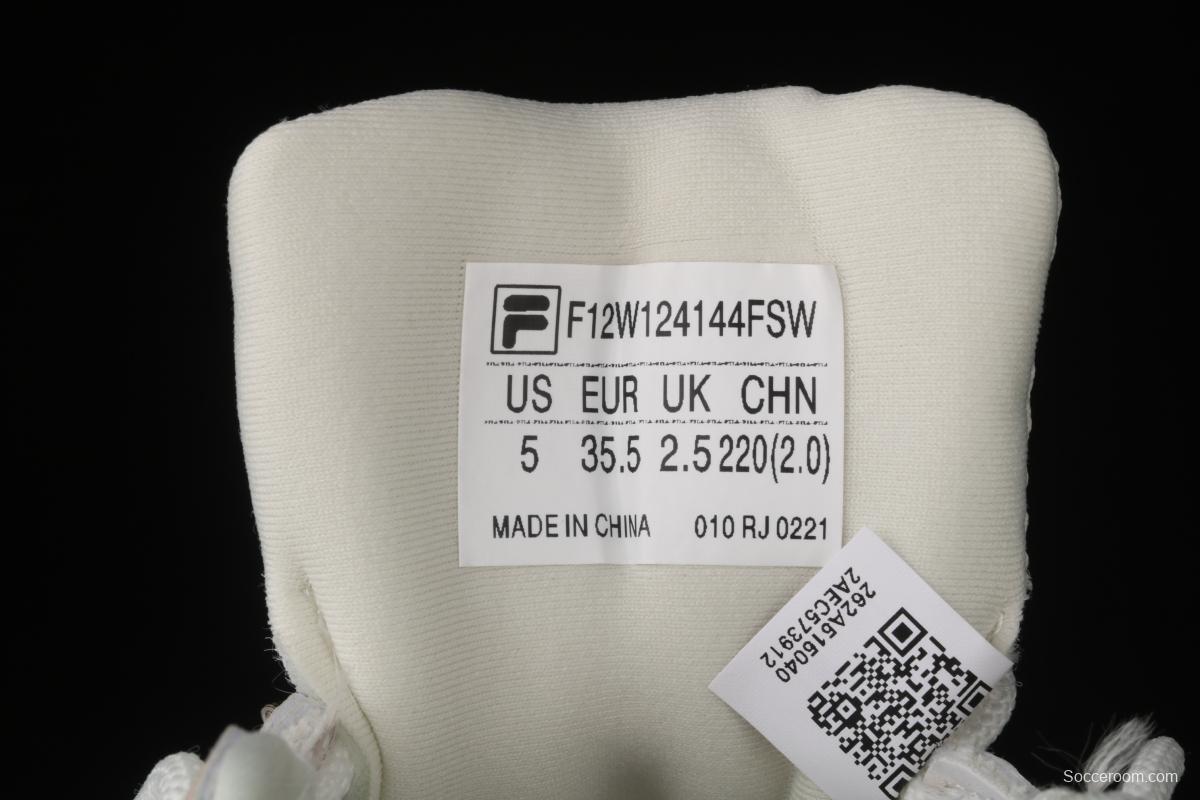 F12W124144FSW
US EUR UK CHN
5 35.5 2.5 220(2.0)
MADE IN CHINA 010 RJ 0221
262A516040
2AEC573912
Socceroom.com